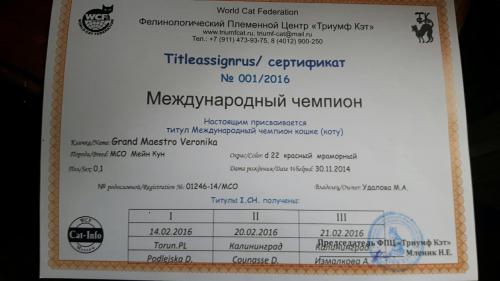 World Cat Federation
Фелинологический Племенной Центр «Триумф Кэт»
www.triumfcat.ru, triumf-cat@mail.ru
Тел.: +7 (911) 473-93-75, 8 (4012) 900-250
WCF
Titleassignrus/ сертификат
№ 001/2016
Международный чемпион
Настоящим присваивается
титул Международный чемпион кошке (коту)
Кличка/Name: Grand Maestro Veronika
Порода/Breed: MCO Мейн Кун Окрас/Color: d 22 красный мраморный
Пол/Sex: 0,1 Дата рождения/Data Whelped: 30.11.2014
№ родословной/Registration №: 01246-14/MCO Владелец/Owner: Удалова М.А.
Титулы I.CH. получены:
I II III
14.02.2016 20.02.2016 21.02.2016
Torun.PL Калининград Калининград
Podlejska D. Counasse D. Измалкова А.
Председатель ФПЦ «Триумф Кэт»
Мленик Н.Е.
WCF
Cat-Info